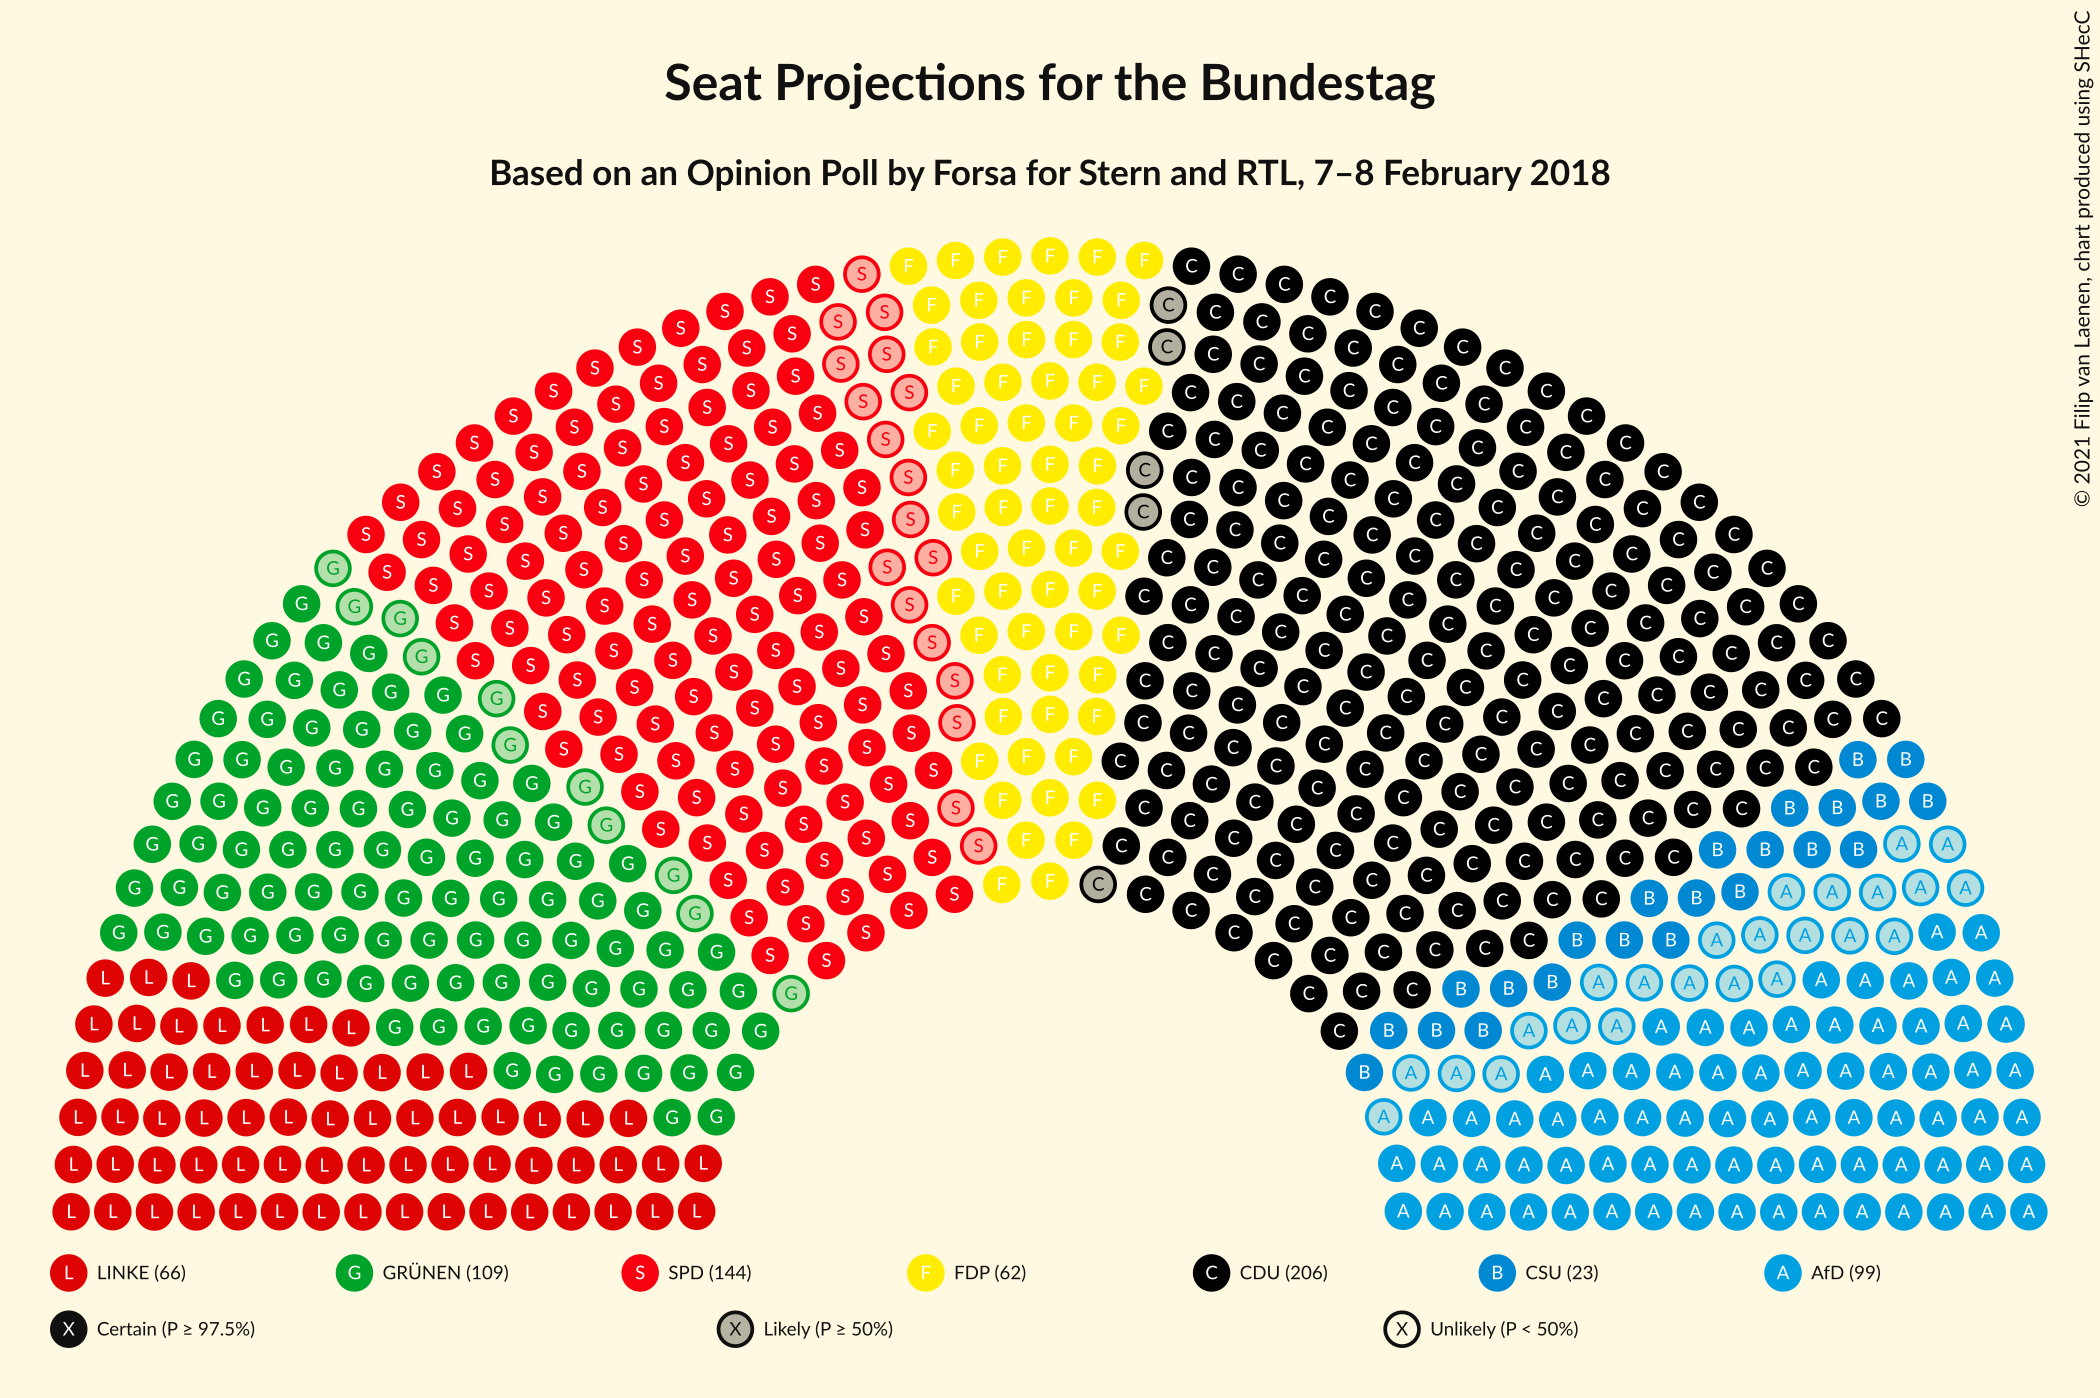 Seat Projections for the Bundestag
Based on an Opinion Poll by Forsa for Stern and RTL, 7–8 February 2018
© 2021 Filip van Laenen, chart produced using SHecC
L LINKE (66) G GRÜNEN (109) S SPD (144) F FDP (62) C CDU (206) B CSU (23) A AfD (99)
X Certain (P ≥ 97.5%) X Likely (P ≥ 50%) X Unlikely (P < 50%)